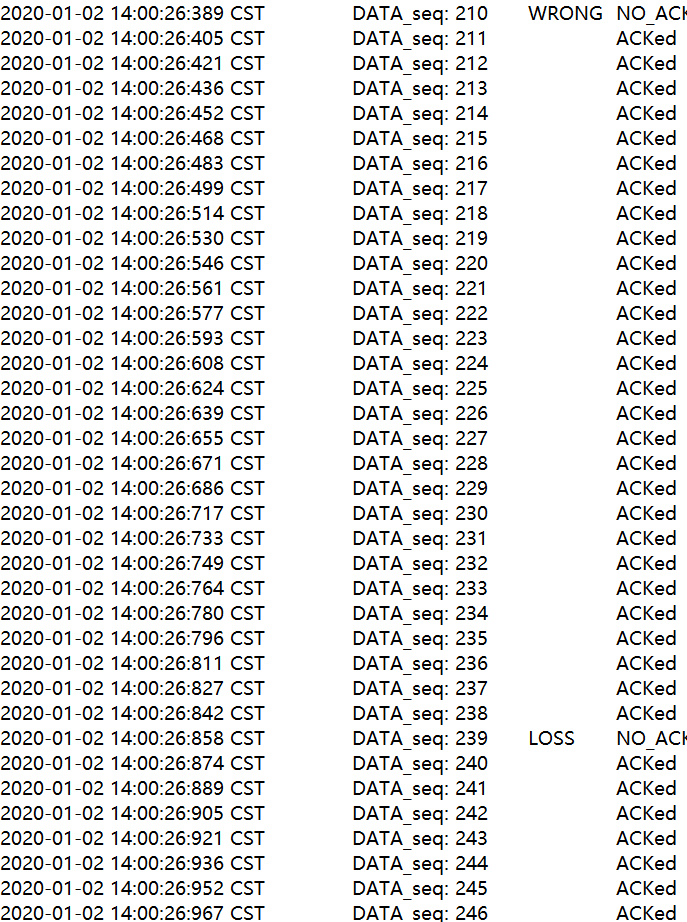 2020-01-02 14:00:26:389 CST DATA_seq: 210 WRONG NO_ACK
2020-01-02 14:00:26:405 CST DATA_seq: 211 ACKed
2020-01-02 14:00:26:421 CST DATA_seq: 212 ACKed
2020-01-02 14:00:26:436 CST DATA_seq: 213 ACKed
2020-01-02 14:00:26:452 CST DATA_seq: 214 ACKed
2020-01-02 14:00:26:468 CST DATA_seq: 215 ACKed
2020-01-02 14:00:26:483 CST DATA_seq: 216 ACKed
2020-01-02 14:00:26:499 CST DATA_seq: 217 ACKed
2020-01-02 14:00:26:514 CST DATA_seq: 218 ACKed
2020-01-02 14:00:26:530 CST DATA_seq: 219 ACKed
2020-01-02 14:00:26:546 CST DATA_seq: 220 ACKed
2020-01-02 14:00:26:561 CST DATA_seq: 221 ACKed
2020-01-02 14:00:26:577 CST DATA_seq: 222 ACKed
2020-01-02 14:00:26:593 CST DATA_seq: 223 ACKed
2020-01-02 14:00:26:608 CST DATA_seq: 224 ACKed
2020-01-02 14:00:26:624 CST DATA_seq: 225 ACKed
2020-01-02 14:00:26:639 CST DATA_seq: 226 ACKed
2020-01-02 14:00:26:655 CST DATA_seq: 227 ACKed
2020-01-02 14:00:26:671 CST DATA_seq: 228 ACKed
2020-01-02 14:00:26:686 CST DATA_seq: 229 ACKed
2020-01-02 14:00:26:717 CST DATA_seq: 230 ACKed
2020-01-02 14:00:26:733 CST DATA_seq: 231 ACKed
2020-01-02 14:00:26:749 CST DATA_seq: 232 ACKed
2020-01-02 14:00:26:764 CST DATA_seq: 233 ACKed
2020-01-02 14:00:26:780 CST DATA_seq: 234 ACKed
2020-01-02 14:00:26:796 CST DATA_seq: 235 ACKed
2020-01-02 14:00:26:811 CST DATA_seq: 236 ACKed
2020-01-02 14:00:26:827 CST DATA_seq: 237 ACKed
2020-01-02 14:00:26:842 CST DATA_seq: 238 ACKed
2020-01-02 14:00:26:858 CST DATA_seq: 239 LOSS NO_ACK
2020-01-02 14:00:26:874 CST DATA_seq: 240 ACKed
2020-01-02 14:00:26:889 CST DATA_seq: 241 ACKed
2020-01-02 14:00:26:905 CST DATA_seq: 242 ACKed
2020-01-02 14:00:26:921 CST DATA_seq: 243 ACKed
2020-01-02 14:00:26:936 CST DATA_seq: 244 ACKed
2020-01-02 14:00:26:952 CST DATA_seq: 245 ACKed
2020-01-02 14:00:26:967 CST DATA_seq: 246 ACKed